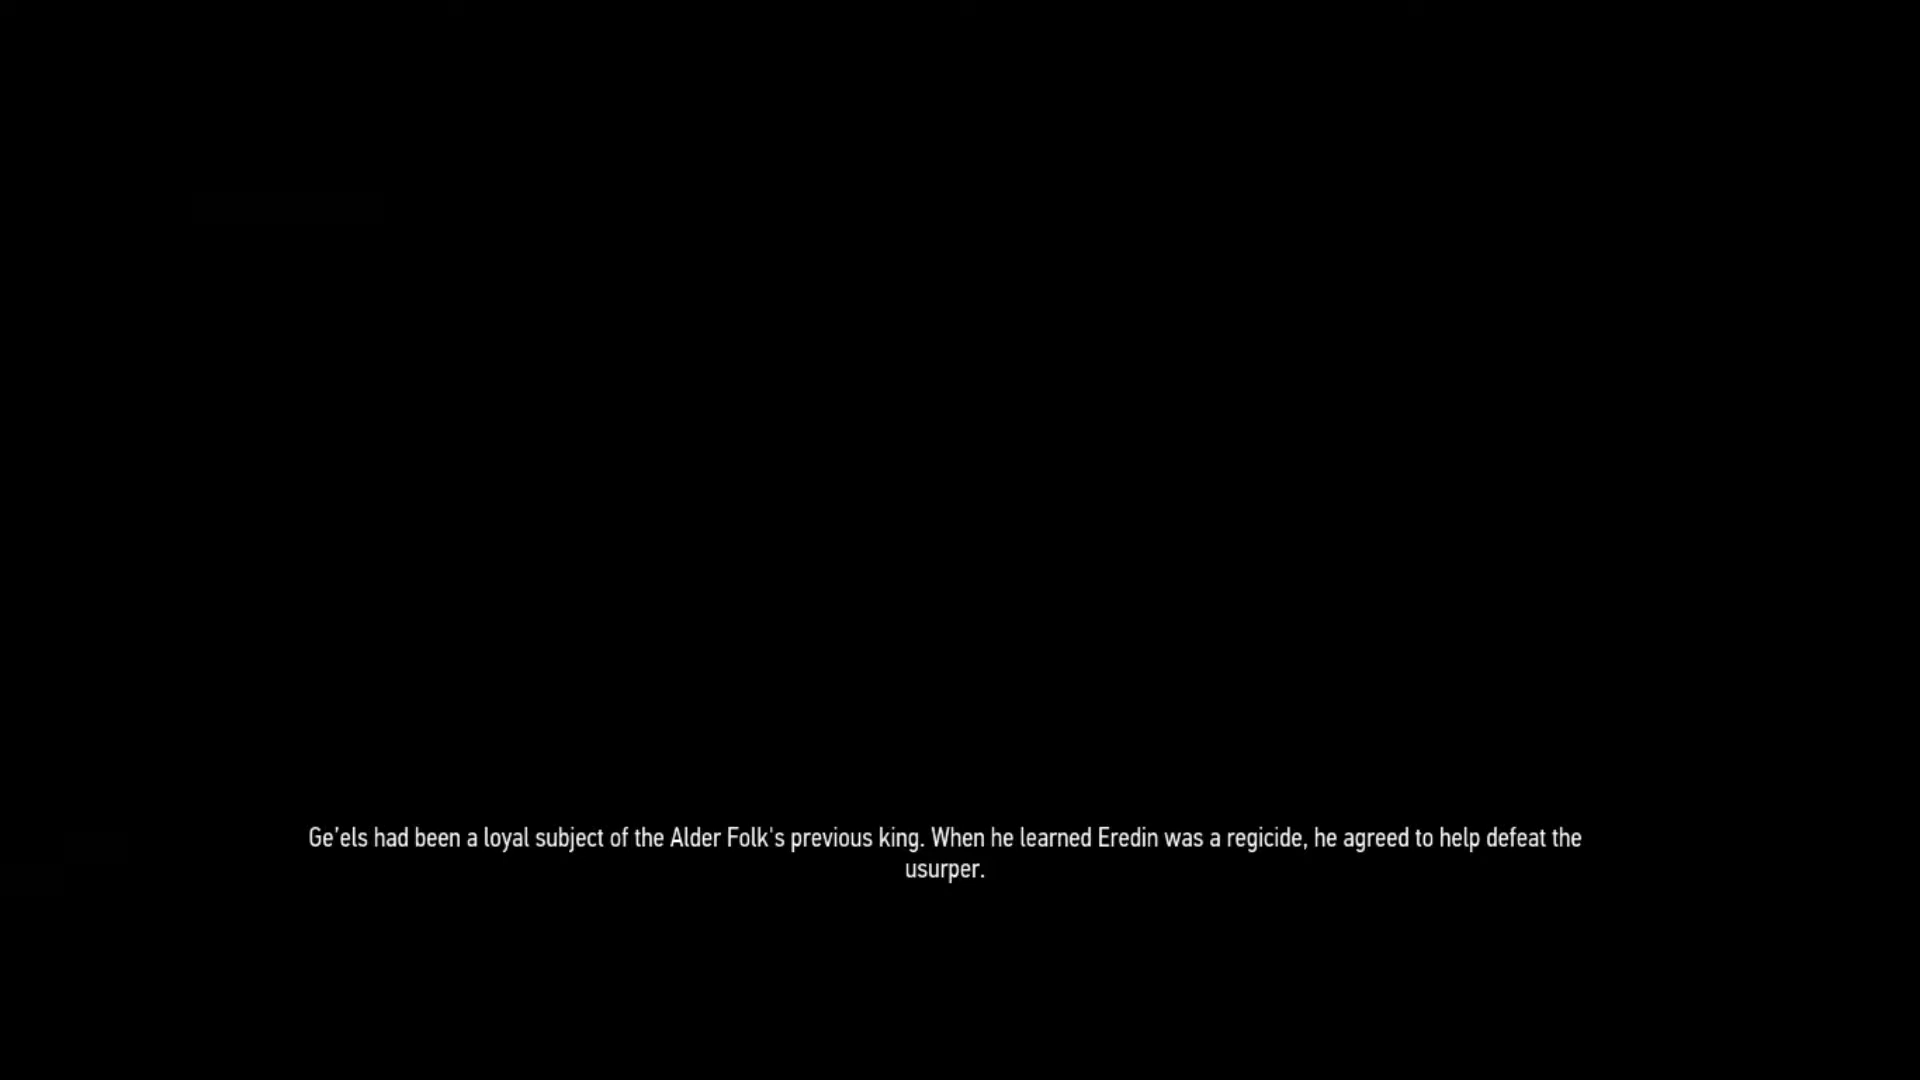 Ge’els had been a loyal subject of the Alder Folk's previous king. When he learned Eredin was a regicide, he agreed to help defeat the
usurper.